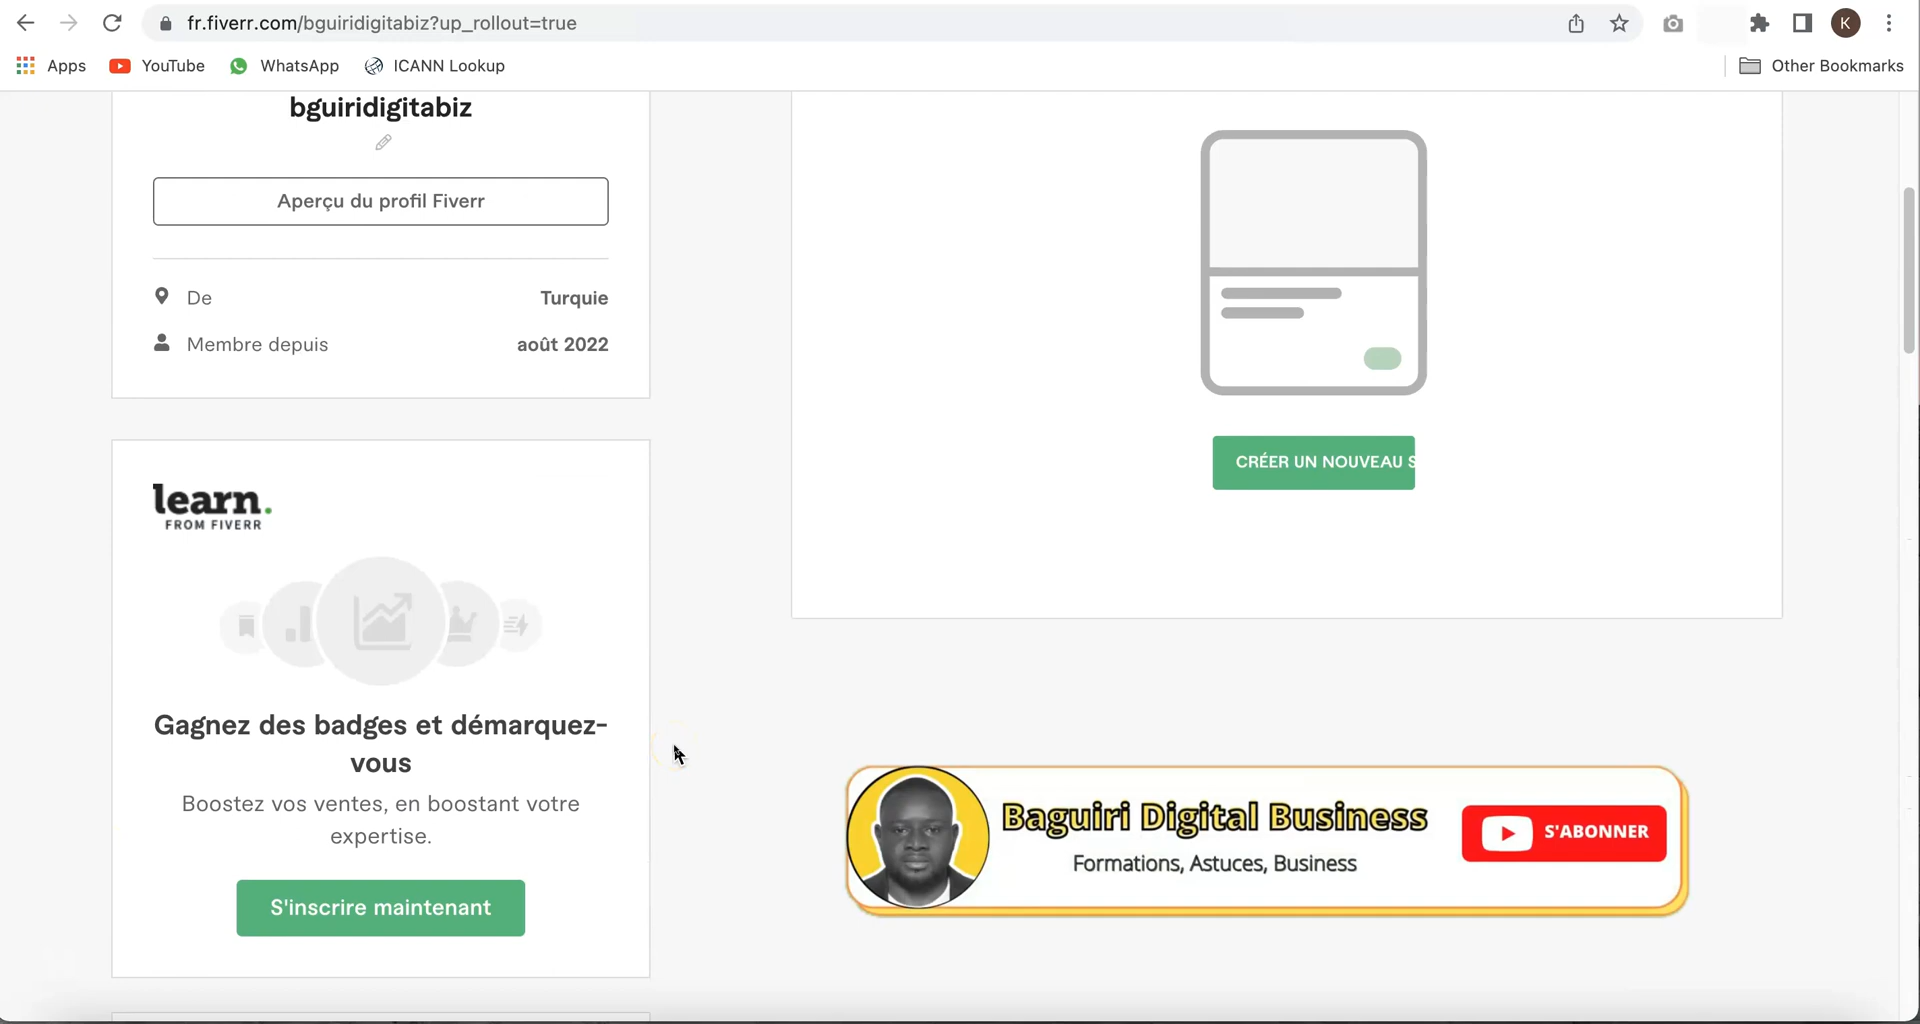 fr.fiverr.com/bguiridigitabiz?up_rollout=true
K
Apps
YouTube
WhatsApp
ICANN Lookup
Other Bookmarks
bguiridigitabiz
Aperçu du profil Fiverr
De
Turquie
Membre depuis
août 2022
CRÉER UN NOUVEAU S
learn.
FROM FIVERR
Gagnez des badges et démarquez-
vous
Boostez vos ventes, en boostant votre
expertise.
S'inscrire maintenant
Baguiri Digital Business
Formations, Astuces, Business
S'ABONNER